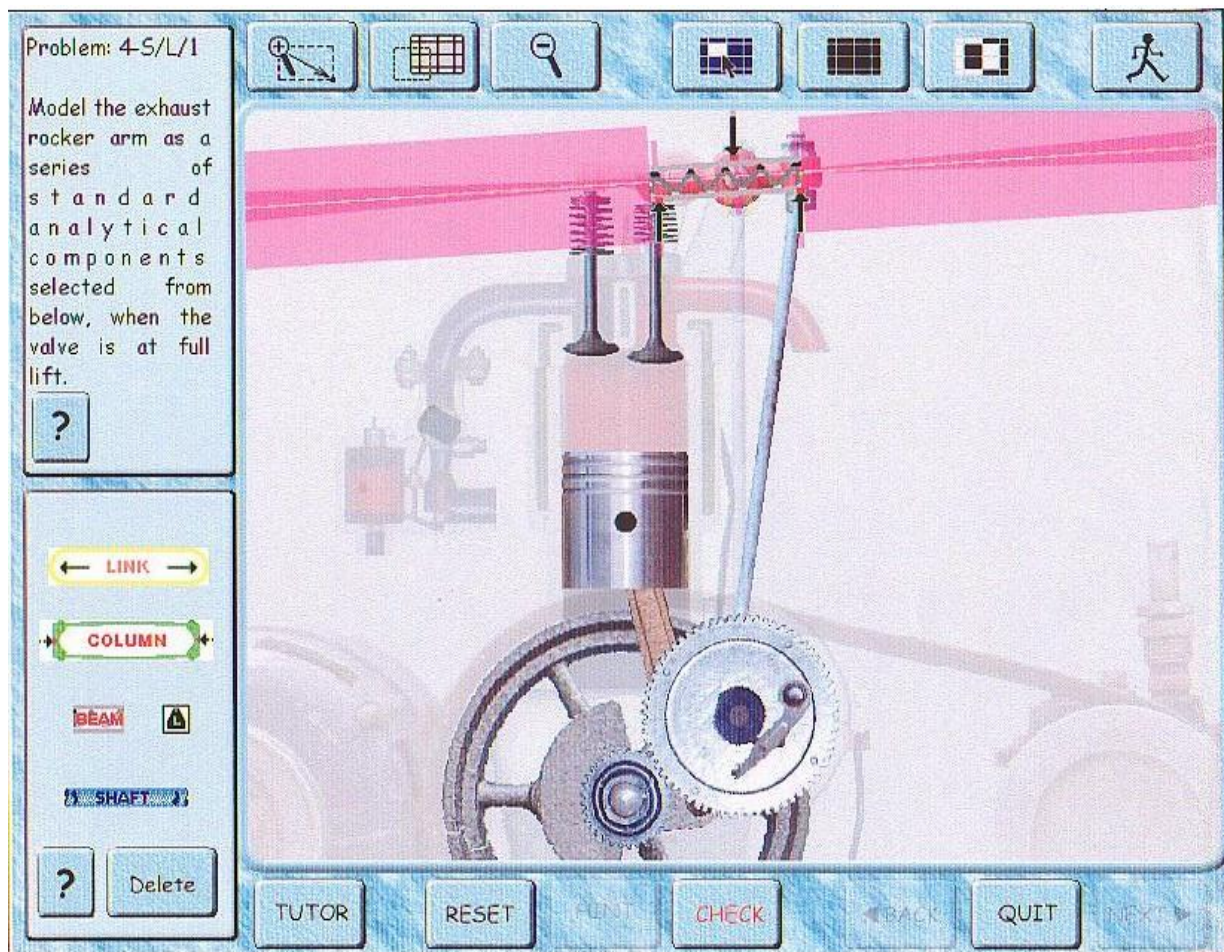 Problem: 4-S/L/1
Model the exhaust
rocker arm as a
series of
standard
analytical
components
selected from
below, when the
valve is at full
lift.
?
LINK
COLUMN
BEAM L
SHAFT
? Delete
TUTOR RESET PRINT CHECK BACK QUIT NEXT